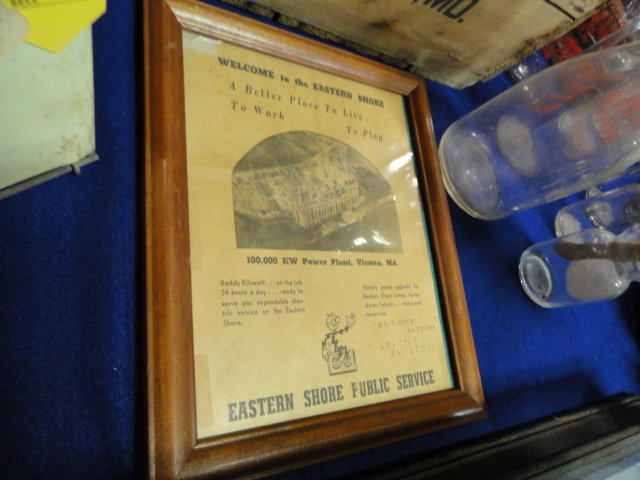 MD.
WELCOME to the EASTERN SHORE
A Better Place To Live . . .
To Work
To Play
100,000 KW Power Plant, Vienna, Md.
Reddy Kilowatt . . . on the job
24 hours a day . . . . ready to
serve you dependable elec-
tric service on the Eastern
Shore.
There's power aplenty for
Eastern Shore homes, farms,
stores, industry . . . today and
tomorrow.
EASTERN SHORE PUBLIC SERVICE